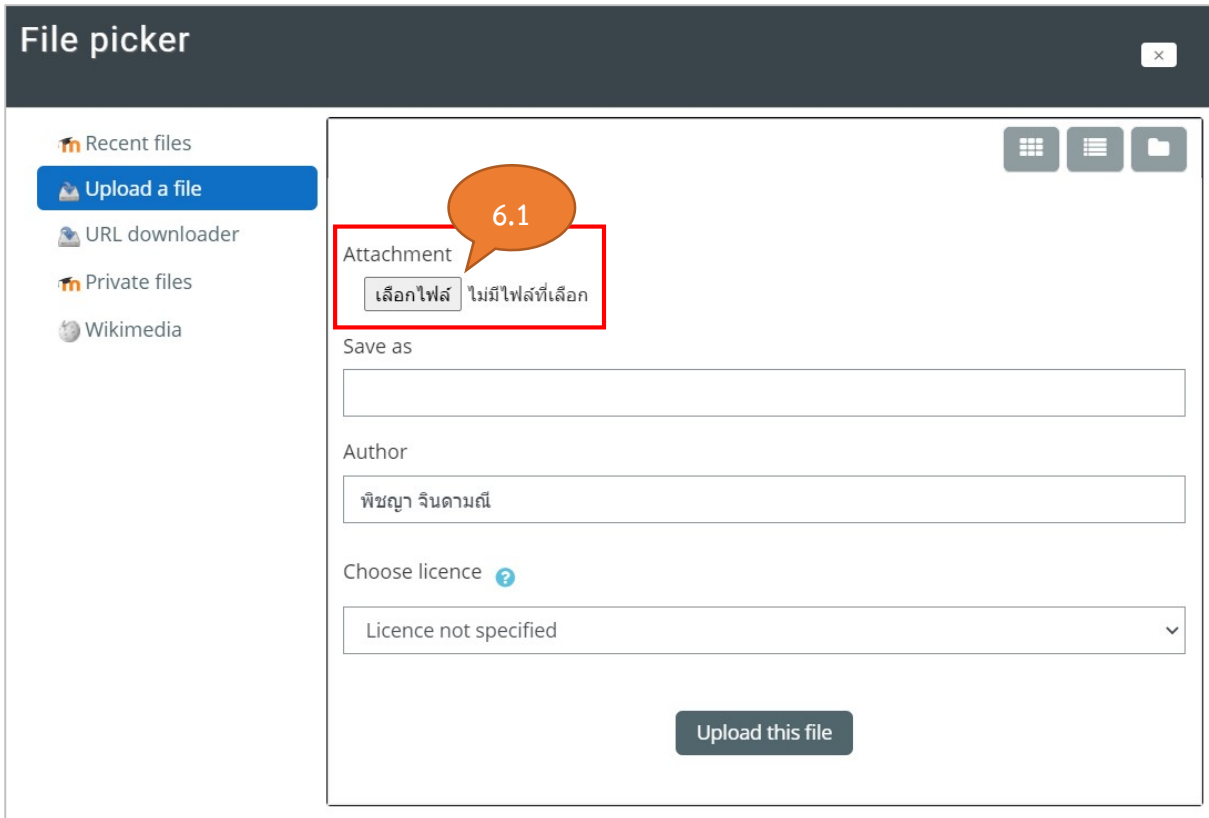 File picker
×
Recent files
Upload a file
URL downloader
Private files
Wikimedia
6.1
Attachment
เลือกไฟล์ ไม่มีไฟล์ที่เลือก
Save as
Author
พิชญา จินดามณี
Choose licence ?
Licence not specified
Upload this file